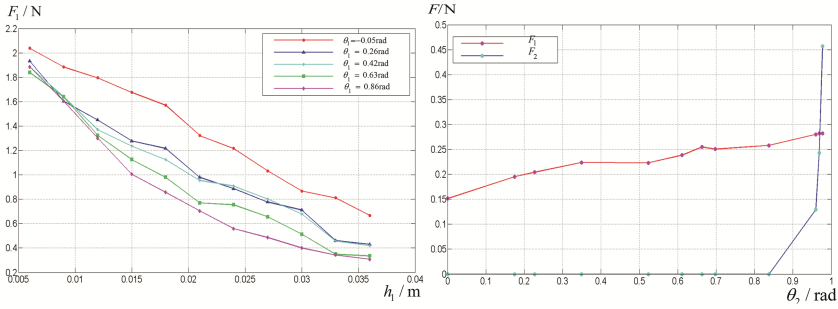 F₁ / N
2.2
2
1.8
1.6
1.4
1.2
1
0.8
0.6
0.4
0.2
θ₁=−0.05rad
θ₁ = 0.26rad
θ₁ = 0.42rad
θ₁ = 0.63rad
θ₁ = 0.86rad
0.005 0.01 0.015 0.02 0.025 0.03 0.035 0.04
h₁ / m
F/N
0.5
0.45
0.4
0.35
0.3
0.25
0.2
0.15
0.1
0.05
0
F₁
F₂
0 0.1 0.2 0.3 0.4 0.5 0.6 0.7 0.8 0.9 1
θ₂ / rad